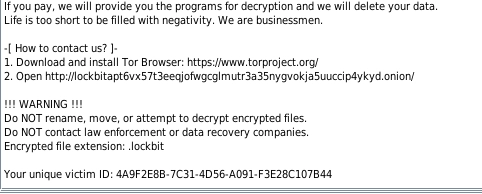 If you pay, we will provide you the programs for decryption and we will delete your data.
Life is too short to be filled with negativity. We are businessmen.
-[ How to contact us? ]-
1. Download and install Tor Browser: https://www.torproject.org/
2. Open http://lockbitapt6vx57t3eeqjofwgcglmutr3a35nygvokja5uuccip4ykyd.onion/
!!! WARNING !!!
Do NOT rename, move, or attempt to decrypt encrypted files.
Do NOT contact law enforcement or data recovery companies.
Encrypted file extension: .lockbit
Your unique victim ID: 4A9F2E8B-7C31-4D56-A091-F3E28C107B44